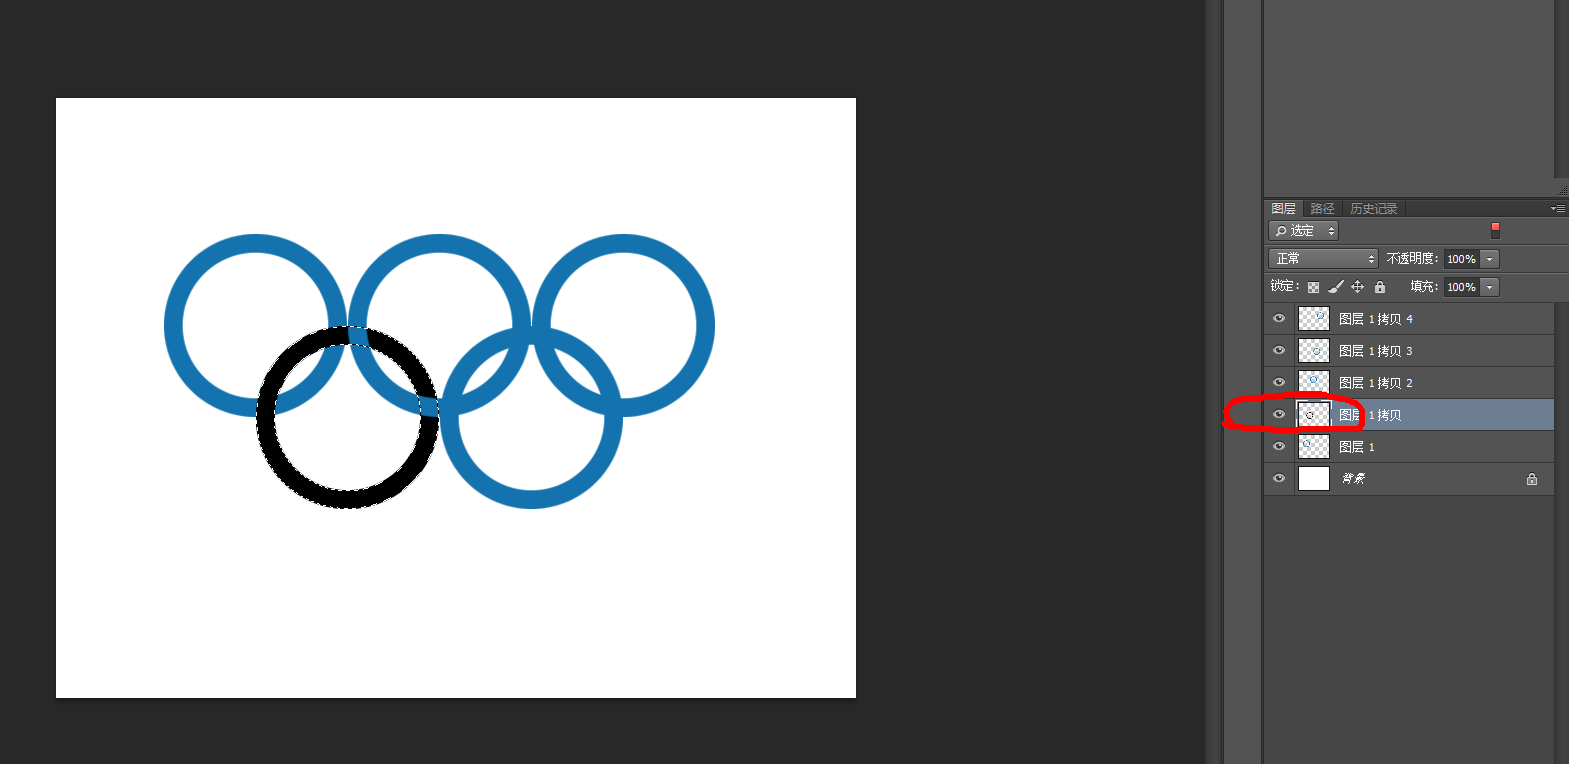 图层 路径 历史记录
选定
正常 不透明度: 100%
锁定: 填充: 100%
图层 1 拷贝 4
图层 1 拷贝 3
图层 1 拷贝 2
图层 1 拷贝
图层 1
背景